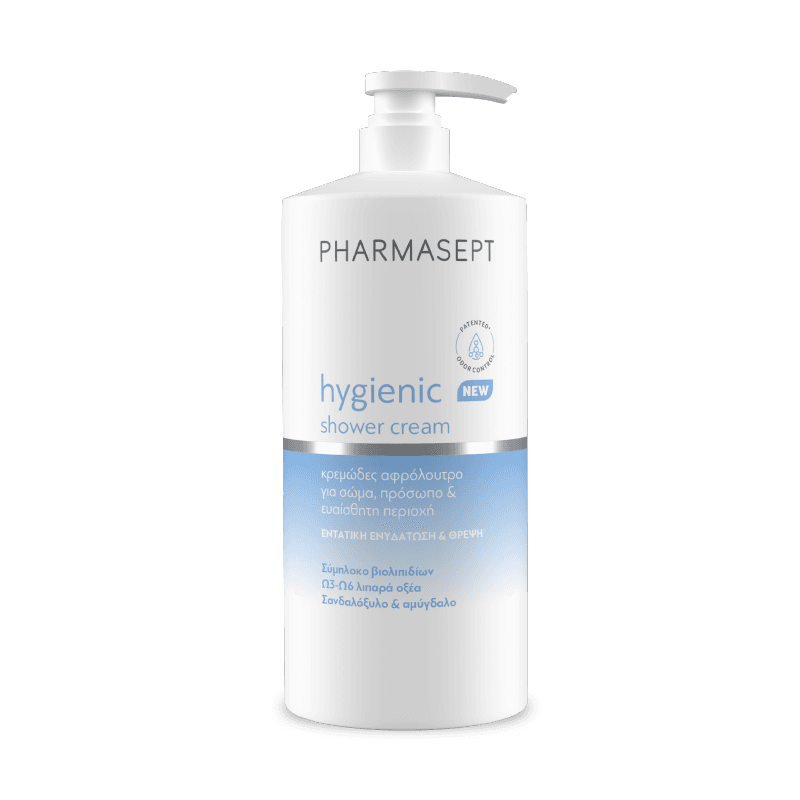 PHARMASEPT
PATENTED*
ODOR CONTROL
hygienic NEW
shower cream
κρεμώδες αφρόλουτρο
για σώμα, πρόσωπο &
ευαίσθητη περιοχή
ΕΝΤΑΤΙΚΗ ΕΝΥΔΑΤΩΣΗ & ΘΡΕΨΗ
Σύμπλοκο βιολιπιδίων
Ω3-Ω6 λιπαρά οξέα
Σανδαλόξυλο & αμύγδαλο